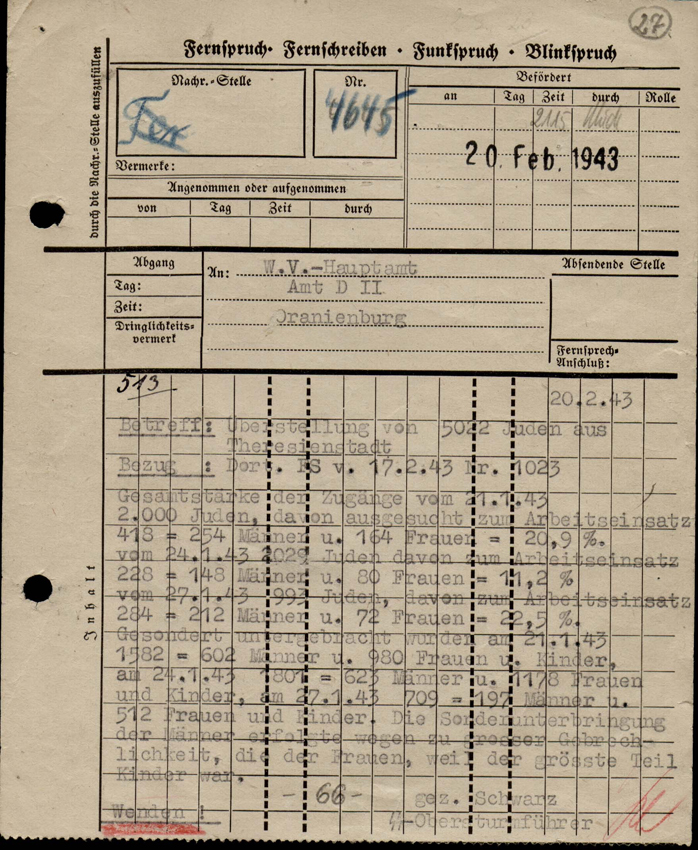 27
Fernspruch · Fernschreiben · Funkspruch · Blinkspruch
durch die Nachr.-Stelle auszufüllen
Nachr.-Stelle
Nr.
4645
Befördert
an Tag Zeit durch Rolle
2115
20. Feb. 1943
Vermerke:
Angenommen oder aufgenommen
von Tag Zeit durch
Abgang
Tag:
Zeit:
Dringlichkeits-
vermerk
An: W.V.-Hauptamt
Amt D II
Oranienburg
Absendende Stelle
Fernsprech-
Anschluß:
513
20.2.43
Betreff: Überstellung von 5022 Juden aus
Theresienstadt
Bezug : Dort. FS v. 17.2.43 Nr. 1023
Inhalt
Gesamtstärke der Zugänge vom 21.1.43
2.000 Juden, davon ausgesucht zum Arbeitseinsatz
418 = 254 Männer u. 164 Frauen = 20,9 %.
vom 24.1.43 2029 Juden davon zum Arbeitseinsatz
228 = 148 Männer u. 80 Frauen = 11,2 %
vom 27.1.43 993 Juden, davon zum Arbeitseinsatz
284 = 212 Männer u. 72 Frauen = 22,5 %.
Gesondert untergebracht wurden am 21.1.43
1582 = 602 Männer u. 980 Frauen u. Kinder,
am 24.1.43 1801 = 623 Männer u. 1178 Frauen
und Kinder, am 27.1.43 709 = 197 Männer u.
512 Frauen und Kinder. Die Sonderunterbringung
der Männer erfolgte wegen zu grosser Gebrech-
lichkeit, die der Frauen, weil der grösste Teil
Kinder war.
- 66 - gez. Schwarz
Wenden ! ᛋᛋ-Obersturmführer